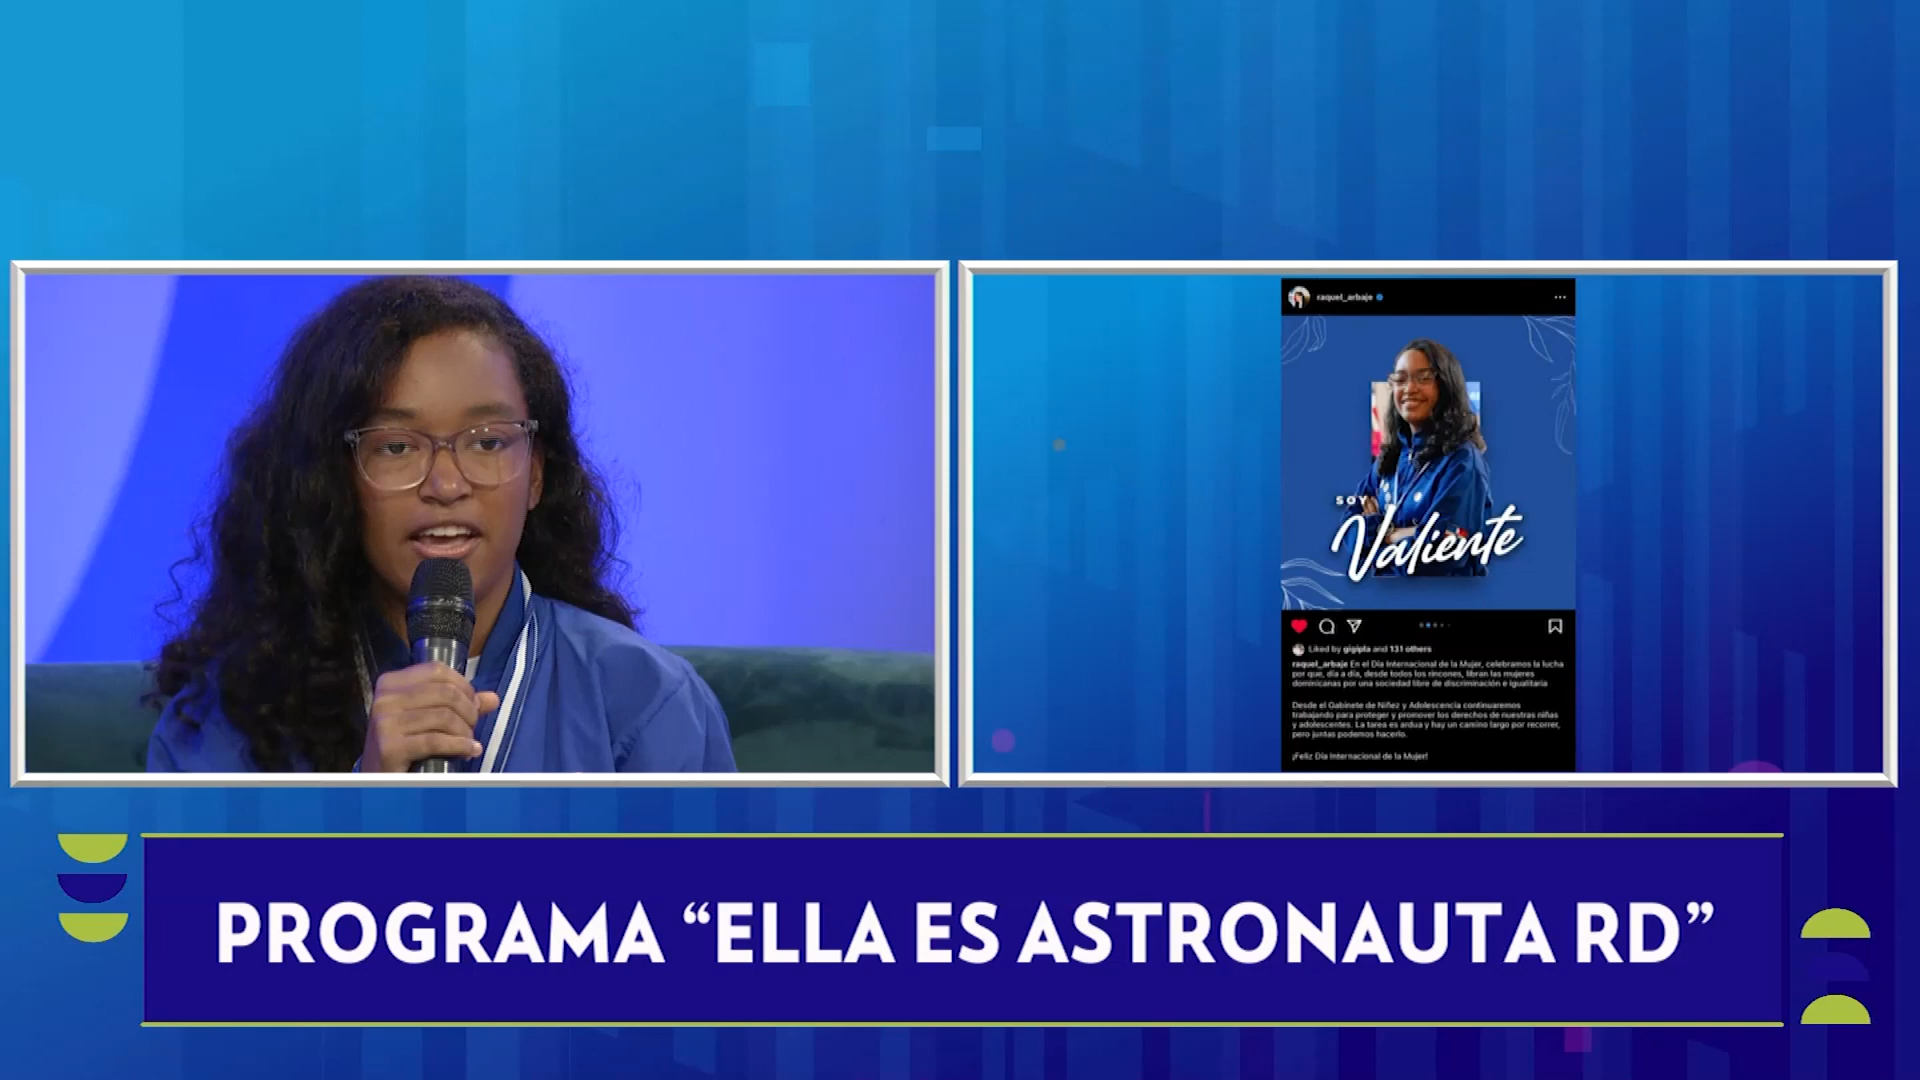 raquel_arbaje
SOY
Valiente
Liked by gigipla and 131 others
raquel_arbaje En el Día Internacional de la Mujer, celebramos la lucha
por que, día a día, desde todos los rincones, libran las mujeres
dominicanas por una sociedad libre de discriminación e igualitaria
Desde el Gabinete de Niñez y Adolescencia continuaremos
trabajando para proteger y promover los derechos de nuestras niñas
y adolescentes. La tarea es ardua y hay un camino largo por recorrer,
pero juntas podemos hacerlo.
¡Feliz Día Internacional de la Mujer!
PROGRAMA “ELLA ES ASTRONAUTA RD”